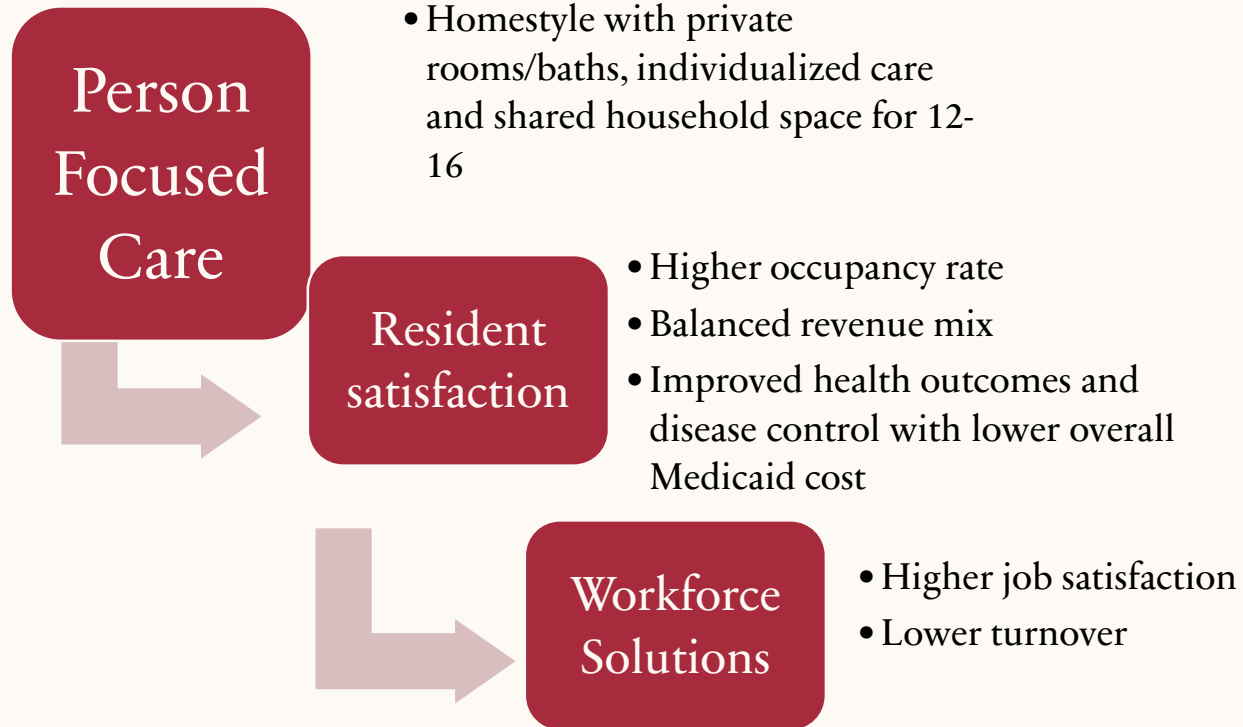 Person
Focused
Care
• Homestyle with private
rooms/baths, individualized care
and shared household space for 12-
16
Resident
satisfaction
• Higher occupancy rate
• Balanced revenue mix
• Improved health outcomes and
disease control with lower overall
Medicaid cost
Workforce
Solutions
• Higher job satisfaction
• Lower turnover